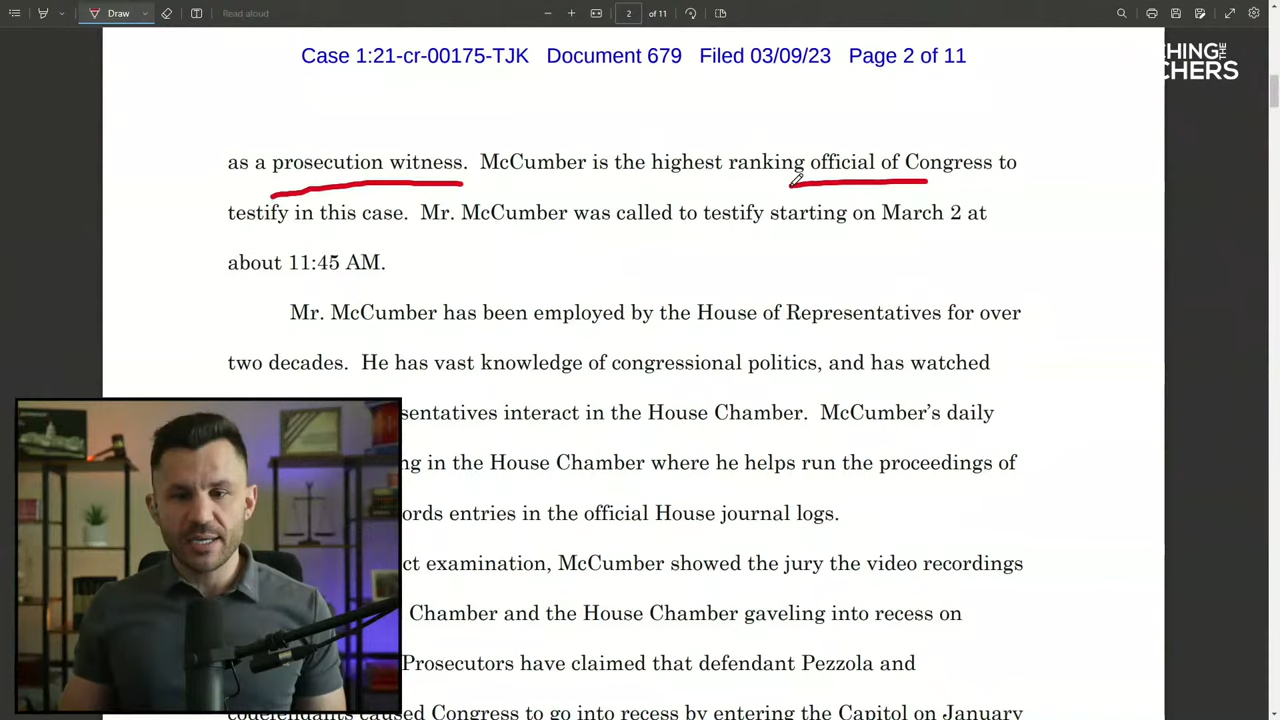 Draw
Read aloud
2 of 11
HING THE
CHERS
Case 1:21-cr-00175-TJK Document 679 Filed 03/09/23 Page 2 of 11
as a prosecution witness. McCumber is the highest ranking official of Congress to
testify in this case. Mr. McCumber was called to testify starting on March 2 at
about 11:45 AM.
Mr. McCumber has been employed by the House of Representatives for over
two decades. He has vast knowledge of congressional politics, and has watched
sentatives interact in the House Chamber. McCumber’s daily
ng in the House Chamber where he helps run the proceedings of
ords entries in the official House journal logs.
ct examination, McCumber showed the jury the video recordings
Chamber and the House Chamber gaveling into recess on
Prosecutors have claimed that defendant Pezzola and
codefendants caused Congress to go into recess by entering the Capitol on January